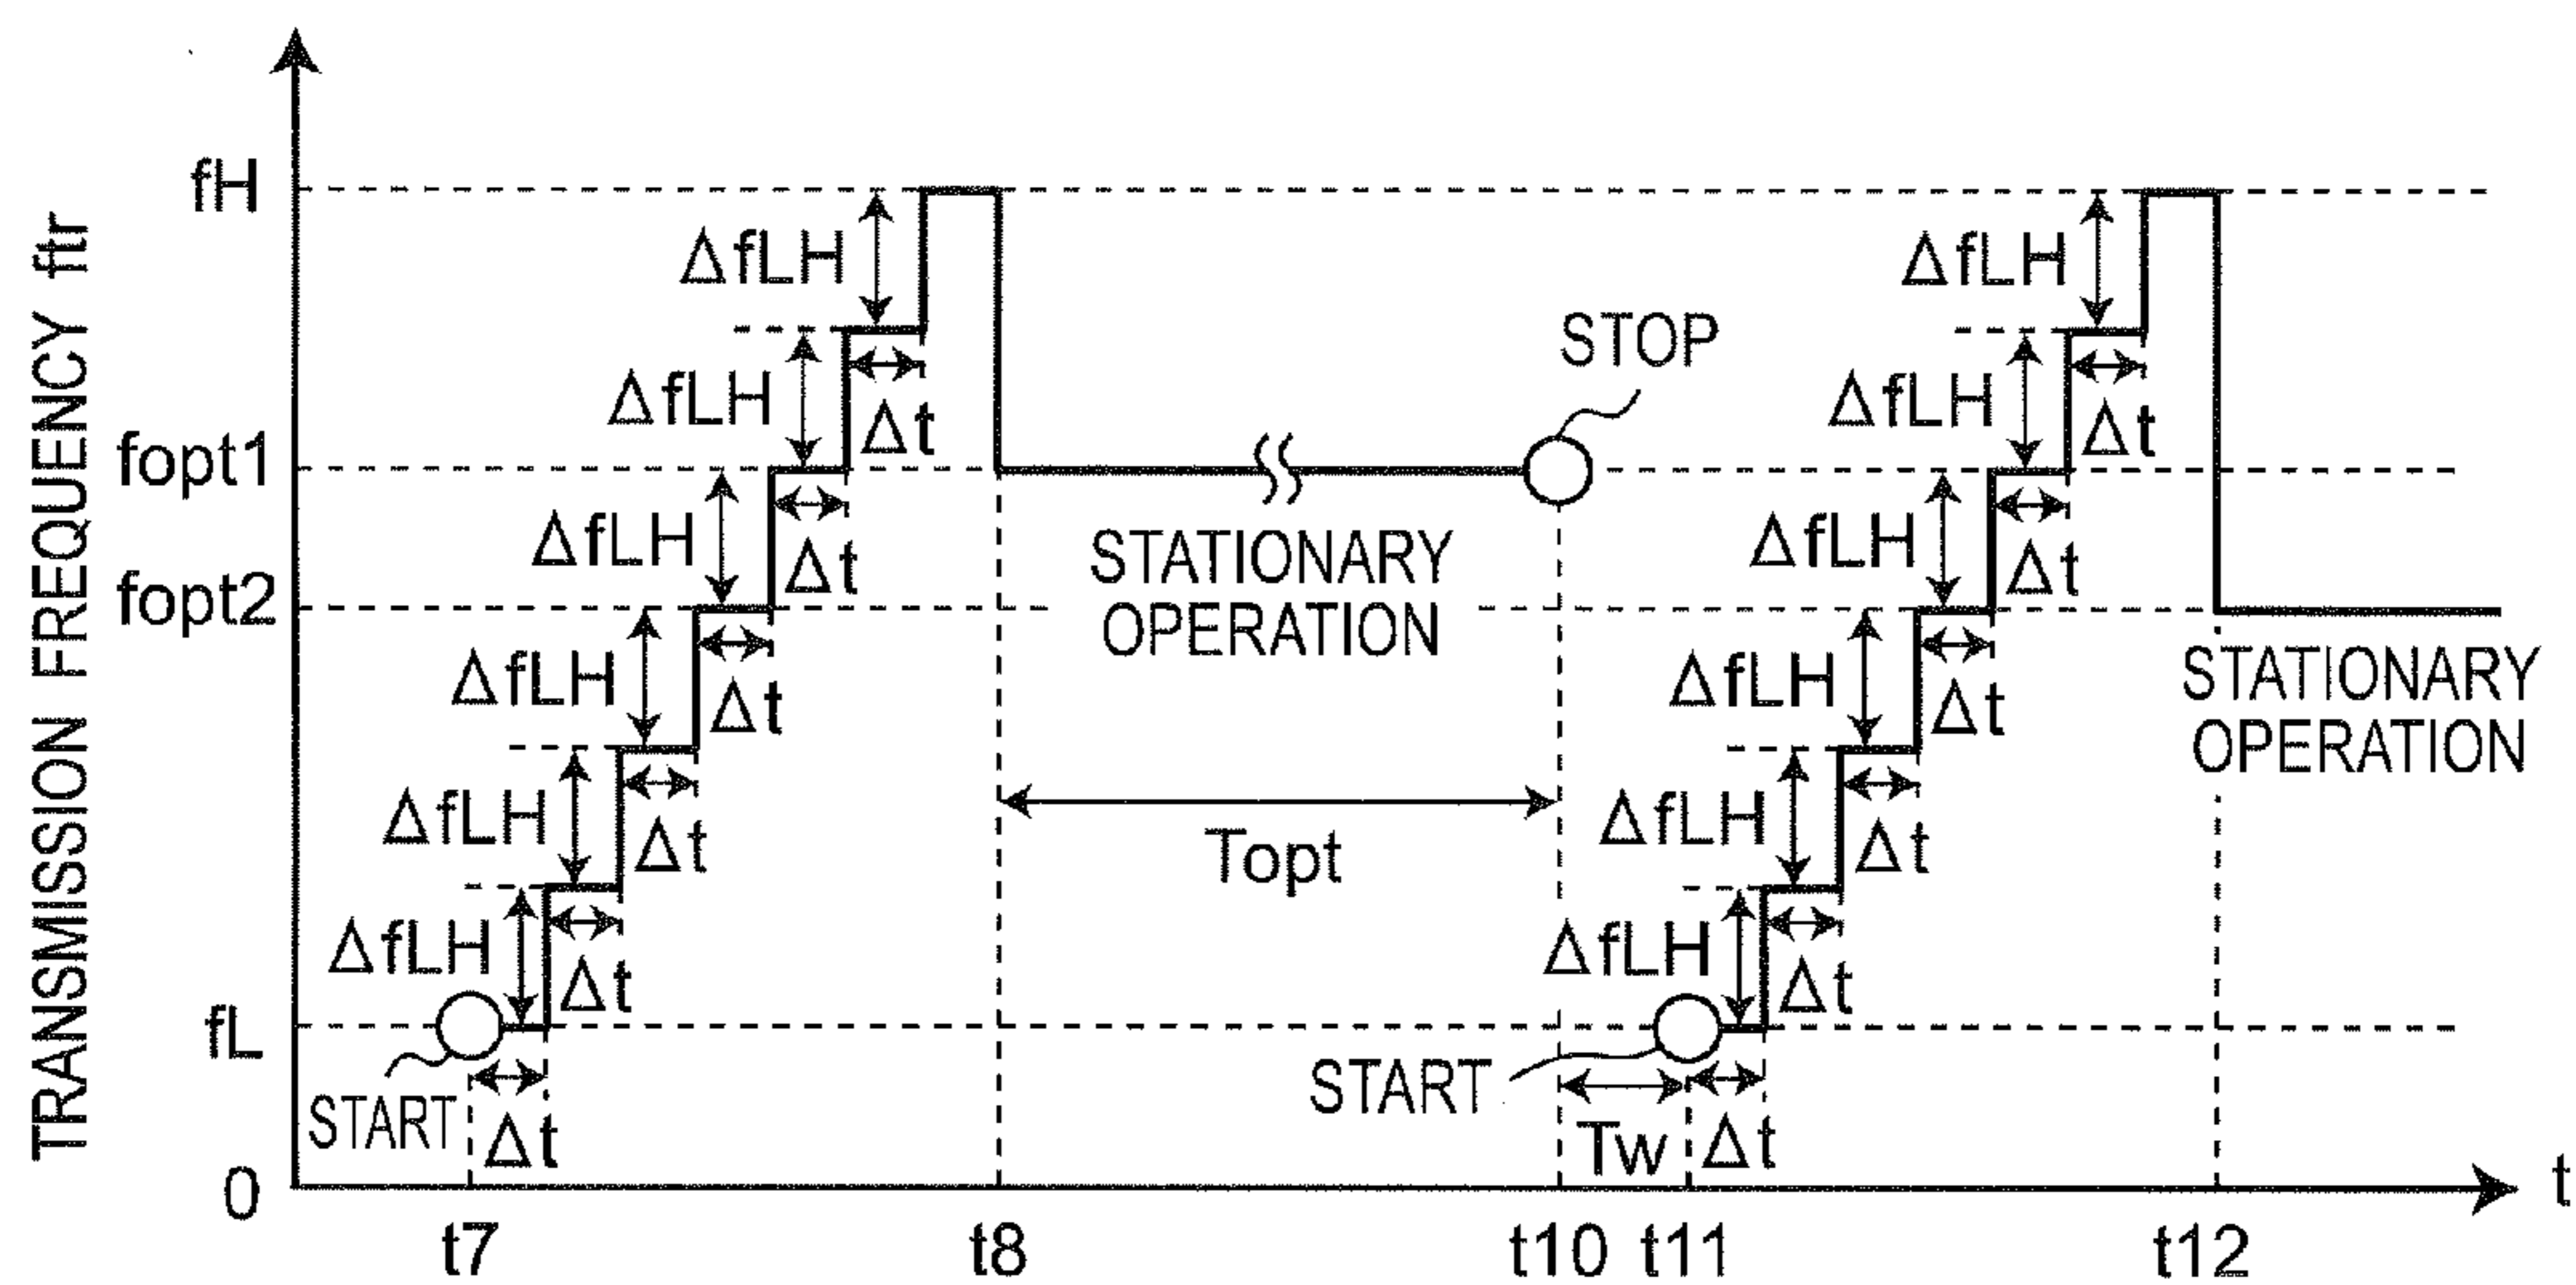 TRANSMISSION FREQUENCY ftr
fH
fopt1
fopt2
fL
0
ΔfLH
ΔfLH
ΔfLH
ΔfLH
ΔfLH
ΔfLH
Δt
Δt
Δt
Δt
Δt
Δt
Δt
START
STATIONARY
OPERATION
STOP
Topt
Tw
START
ΔfLH
ΔfLH
ΔfLH
ΔfLH
ΔfLH
ΔfLH
Δt
Δt
Δt
Δt
Δt
Δt
Δt
STATIONARY
OPERATION
t7
t8
t10
t11
t12
t